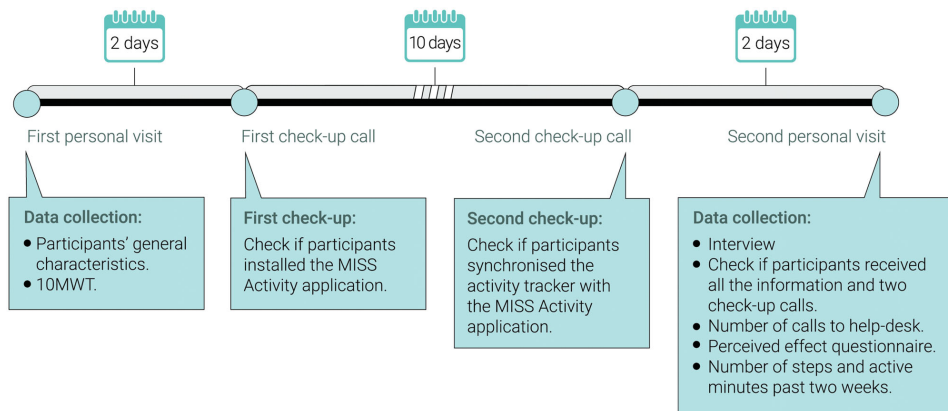 2 days
10 days
2 days
First personal visit
First check-up call
Second check-up call
Second personal visit
Data collection:
• Participants' general
characteristics.
• 10MWT.
First check-up:
Check if participants
installed the MISS
Activity application.
Second check-up:
Check if participants
synchronised the
activity tracker with
the MISS Activity
application.
Data collection:
• Interview
• Check if participants received
all the information and two
check-up calls.
• Number of calls to help-desk.
• Perceived effect questionnaire.
• Number of steps and active
minutes past two weeks.